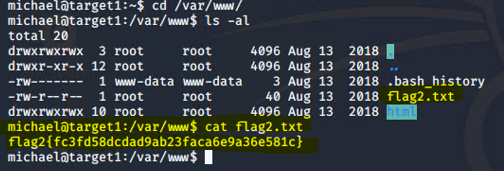 michael@target1:~$ cd /var/www/
michael@target1:/var/www$ ls -al
total 20
drwxrwxrwx  3 root     root     4096 Aug 13  2018 .
drwxr-xr-x 12 root     root     4096 Aug 13  2018 ..
-rw-------  1 www-data www-data    3 Aug 13  2018 .bash_history
-rw-r--r--  1 root     root       40 Aug 13  2018 flag2.txt
drwxrwxrwx 10 root     root     4096 Aug 13  2018 html
michael@target1:/var/www$ cat flag2.txt
flag2{fc3fd58dcdad9ab23faca6e9a36e581c}
michael@target1:/var/www$